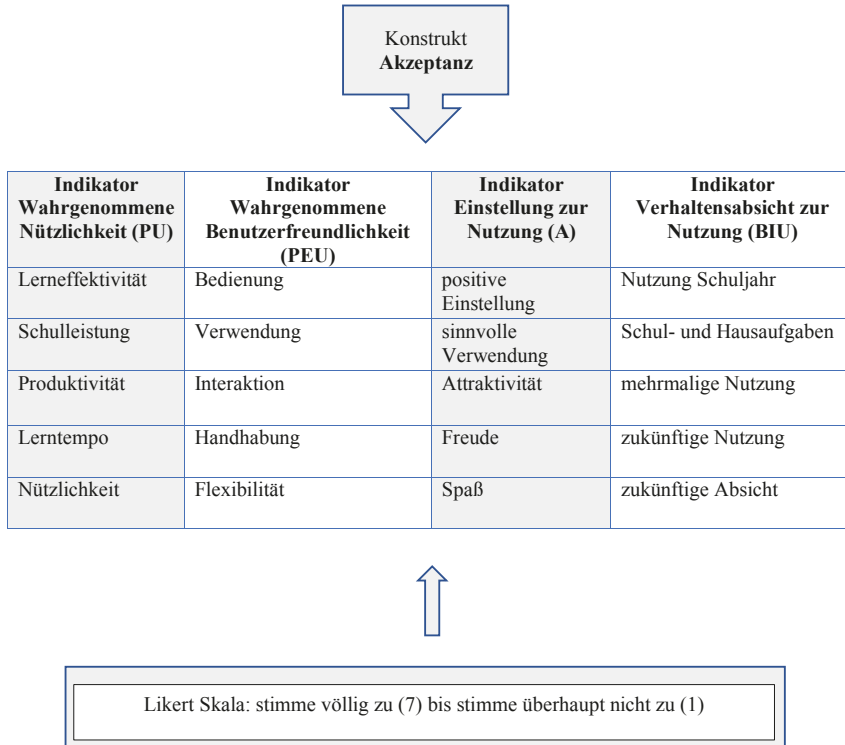 Konstrukt
Akzeptanz
Indikator
Wahrgenommene
Nützlichkeit (PU)
Indikator
Wahrgenommene
Benutzerfreundlichkeit
(PEU)
Indikator
Einstellung zur
Nutzung (A)
Indikator
Verhaltensabsicht zur
Nutzung (BIU)
Lerneffektivität
Bedienung
positive
Einstellung
Nutzung Schuljahr
Schulleistung
Verwendung
sinnvolle
Verwendung
Schul- und Hausaufgaben
Produktivität
Interaktion
Attraktivität
mehrmalige Nutzung
Lerntempo
Handhabung
Freude
zukünftige Nutzung
Nützlichkeit
Flexibilität
Spaß
zukünftige Absicht
Likert Skala: stimme völlig zu (7) bis stimme überhaupt nicht zu (1)